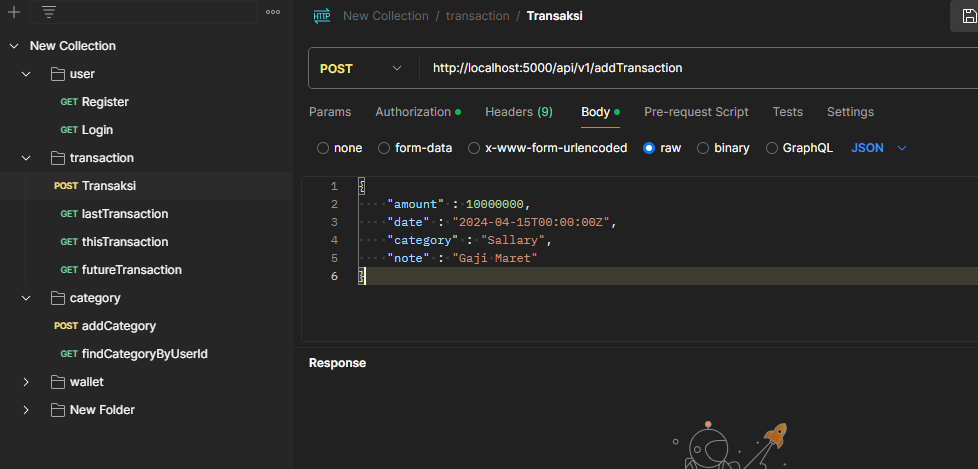 New Collection
user
GET Register
GET Login
transaction
POST Transaksi
GET lastTransaction
GET thisTransaction
GET futureTransaction
category
POST addCategory
GET findCategoryByUserId
wallet
New Folder
HTTP New Collection / transaction / Transaksi
POST http://localhost:5000/api/v1/addTransaction
Params Authorization Headers (9) Body Pre-request Script Tests Settings
none form-data x-www-form-urlencoded raw binary GraphQL JSON
1 {
2 "amount" : 10000000,
3 "date" : "2024-04-15T00:00:00Z",
4 "category" : "Sallary",
5 "note" : "Gaji Maret"
6 }
Response